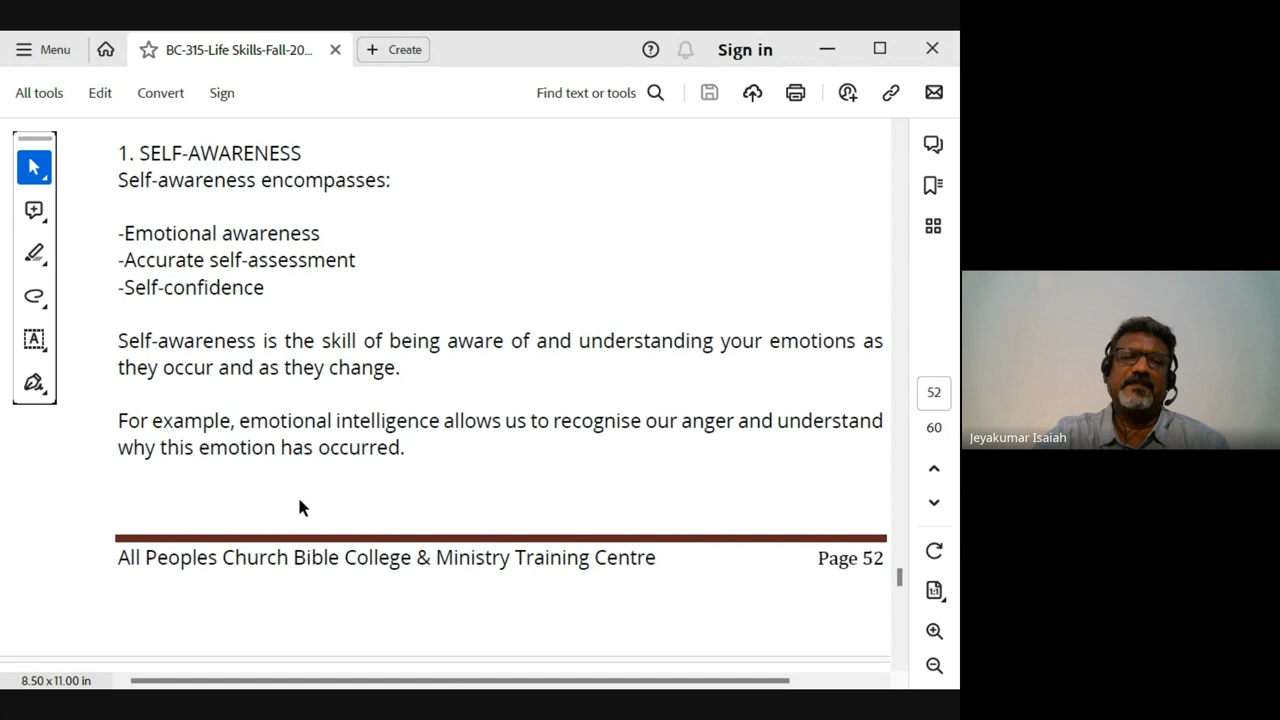 Menu
BC-315-Life Skills-Fall-20...
Create
Sign in
All tools
Edit
Convert
Sign
Find text or tools
1. SELF-AWARENESS
Self-awareness encompasses:
-Emotional awareness
-Accurate self-assessment
-Self-confidence
Self-awareness is the skill of being aware of and understanding your emotions as
they occur and as they change.
For example, emotional intelligence allows us to recognise our anger and understand
why this emotion has occurred.
All Peoples Church Bible College & Ministry Training Centre
Page 52
52
60
1:1
8.50 x 11.00 in
Jeyakumar Isaiah